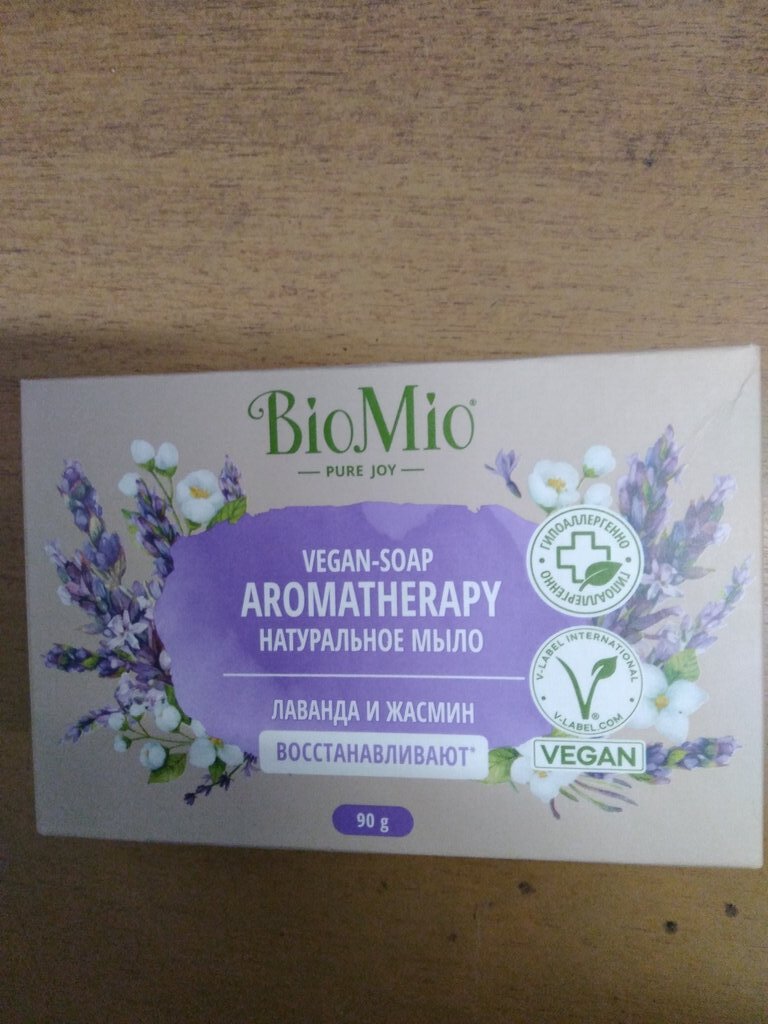 BioMio®
PURE JOY
VEGAN-SOAP
AROMATHERAPY
НАТУРАЛЬНОЕ МЫЛО
ЛАВАНДА И ЖАСМИН
ВОССТАНАВЛИВАЮТ*
90 g
ГИПОАЛЛЕРГЕННО
ГИПОАЛЛЕРГЕННО
V-LABEL INTERNATIONAL
®
V-LABEL.COM
VEGAN